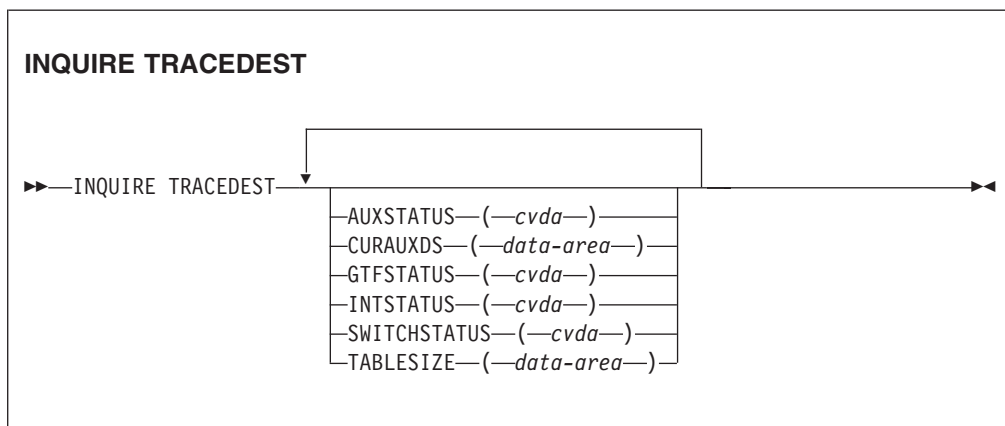 INQUIRE TRACEDEST
INQUIRE TRACEDEST
AUXSTATUS(cvda)
CURAUXDS(data-area)
GTFSTATUS(cvda)
INTSTATUS(cvda)
SWITCHSTATUS(cvda)
TABLESIZE(data-area)